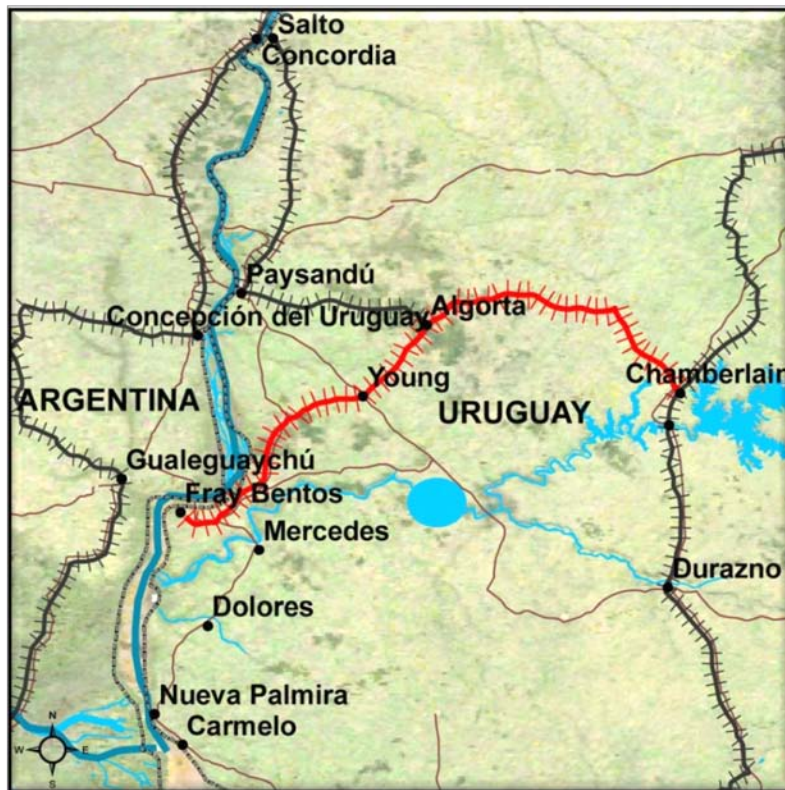 Salto
Concordia
Paysandú
Concepción del Uruguay
Algorta
Chamberlain
Young
ARGENTINA
URUGUAY
Gualeguaychú
Fray Bentos
Mercedes
Durazno
Dolores
Nueva Palmira
Carmelo
N
W
E
S